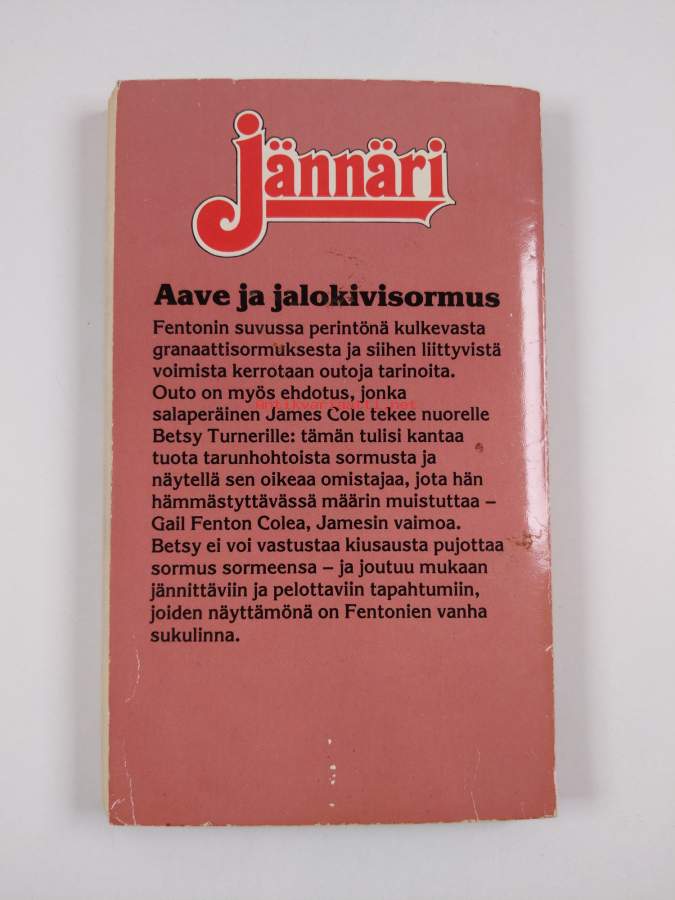 Jännäri
Aave ja jalokivisormus
Fentonin suvussa perintönä kulkevasta
granaattisormuksesta ja siihen liittyvistä
voimista kerrotaan outoja tarinoita.
Outo on myös ehdotus, jonka
salaperäinen James Cole tekee nuorelle
Betsy Turnerille: tämän tulisi kantaa
tuota tarunhohtoista sormusta ja
näytellä sen oikeaa omistajaa, jota hän
hämmästyttävässä määrin muistuttaa –
Gail Fenton Colea, Jamesin vaimoa.
Betsy ei voi vastustaa kiusausta pujottaa
sormus sormeensa – ja joutuu mukaan
jännittäviin ja pelottaviin tapahtumiin,
joiden näyttämönä on Fentonien vanha
sukulinna.